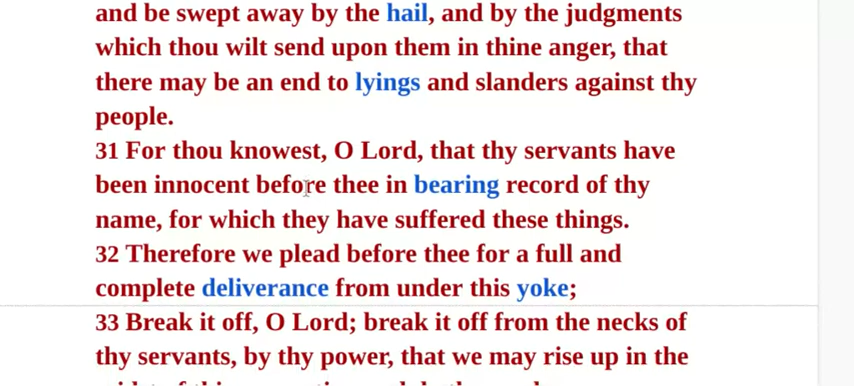 and be swept away by the hail, and by the judgments
which thou wilt send upon them in thine anger, that
there may be an end to lyings and slanders against thy
people.
31 For thou knowest, O Lord, that thy servants have
been innocent before thee in bearing record of thy
name, for which they have suffered these things.
32 Therefore we plead before thee for a full and
complete deliverance from under this yoke;
33 Break it off, O Lord; break it off from the necks of
thy servants, by thy power, that we may rise up in the